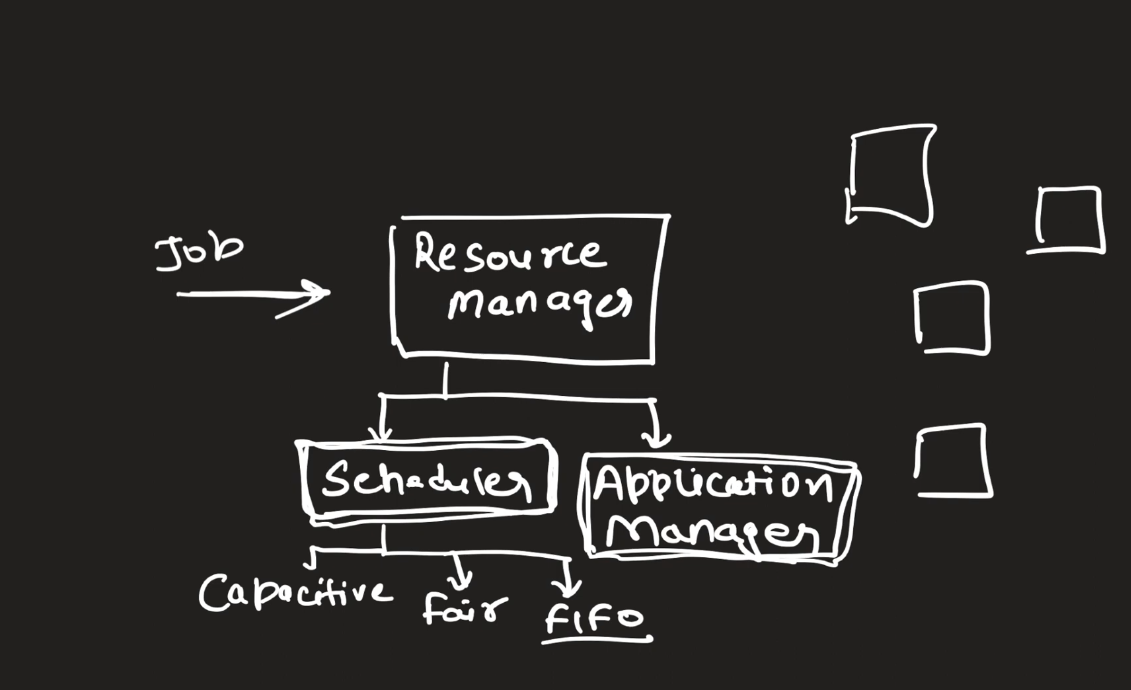 Job
Resource
manager
Scheduler
Application
Manager
Capacitive
Fair
FIFO